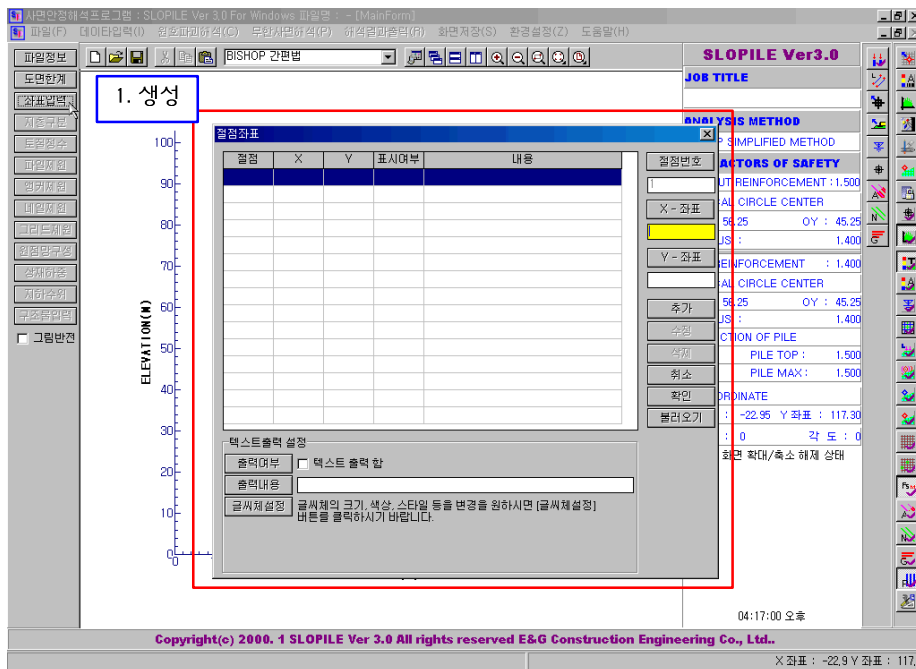 사면안정해석프로그램 : SLOPILE Ver 3.0 For Windows 파일명 : - [MainForm]
파일(F) 데이타입력(I) 원호파괴해석(C) 무한사면해석(P) 해석결과출력(R) 화면저장(S) 환경설정(Z) 도움말(H)
파일정보
도면한계
좌표입력
지층구분
토질정수
파일제원
앵커제원
네일제원
그리드제원
원점망구성
상재하중
지하수위
구조물입력
그림반전
BISHOP 간편법
1. 생성
ELEVATION(M)
100
90
80
70
60
50
40
30
20
10
0
0
절점좌표
절점 X Y 표시여부 내용
절점번호
1
X - 좌표
Y - 좌표
추가
수정
삭제
취소
확인
불러오기
텍스트출력 설정
출력여부 텍스트 출력 함
출력내용
글씨체설정 글씨체의 크기, 색상, 스타일 등을 변경을 원하시면 [글씨체설정]
버튼를 클릭하시기 바랍니다.
SLOPILE Ver3.0
JOB TITLE
ANALYSIS METHOD
SIMPLIFIED METHOD
ACTORS OF SAFETY
UT REINFORCEMENT : 1.500
CAL CIRCLE CENTER
56.25 OY : 45.25
US : 1.400
REINFORCEMENT : 1.400
CAL CIRCLE CENTER
56.25 OY : 45.25
US : 1.400
CTION OF PILE
PILE TOP : 1.500
PILE MAX : 1.500
ORDINATE
: -22.95 Y 좌표 : 117.30
: 0 각 도 : 0
화면 확대/축소 해제 상태
04:17:00 오후
Copyright(c) 2000. 1 SLOPILE Ver 3.0 All rights reserved E&G Construction Engineering Co., Ltd..
X 좌표 : -22,9 Y 좌표 : 117,